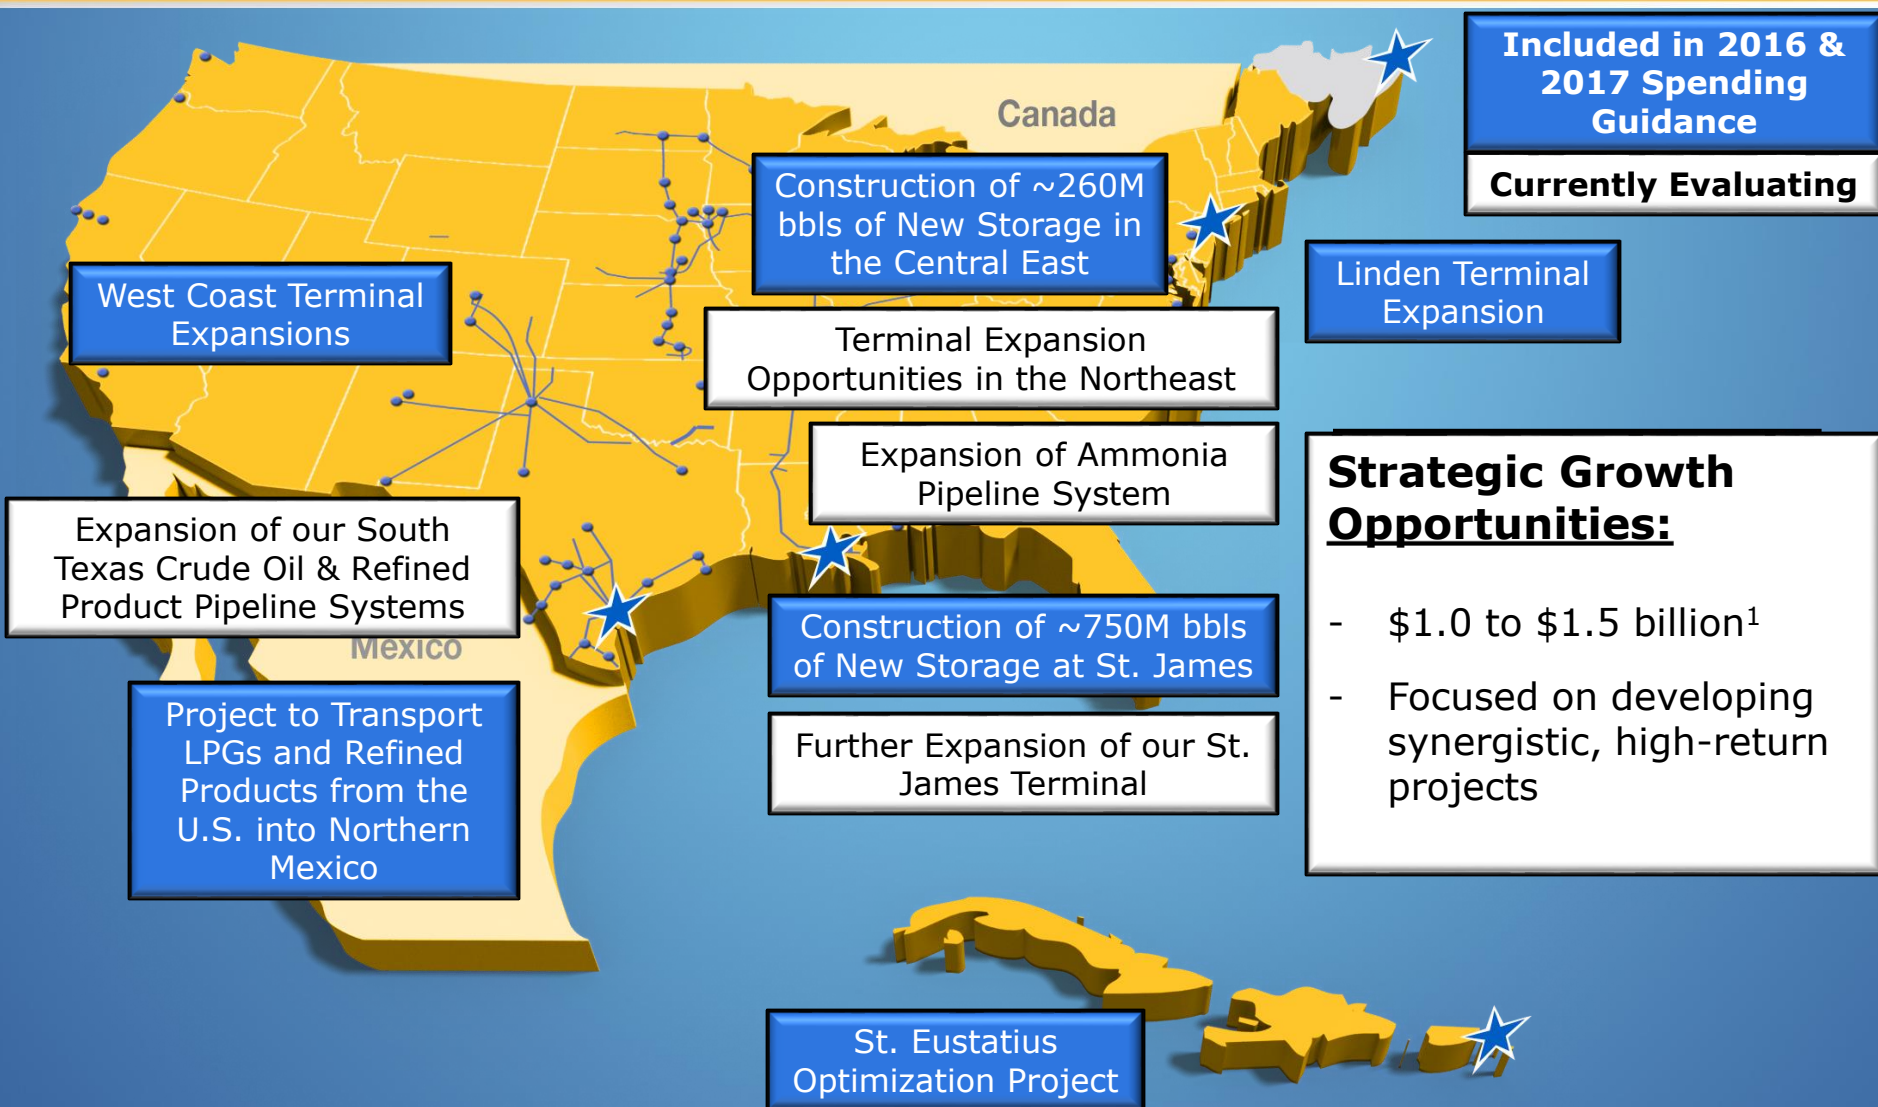 Included in 2016 &
2017 Spending
Guidance
Currently Evaluating
Canada
Construction of ~260M
bbls of New Storage in
the Central East
West Coast Terminal
Expansions
Linden Terminal
Expansion
Terminal Expansion
Opportunities in the Northeast
Expansion of Ammonia
Pipeline System
Expansion of our South
Texas Crude Oil & Refined
Product Pipeline Systems
Mexico
Strategic Growth
Opportunities:
- $1.0 to $1.5 billion¹
- Focused on developing
synergistic, high-return
projects
Construction of ~750M bbls
of New Storage at St. James
Project to Transport
LPGs and Refined
Products from the
U.S. into Northern
Mexico
Further Expansion of our St.
James Terminal
St. Eustatius
Optimization Project